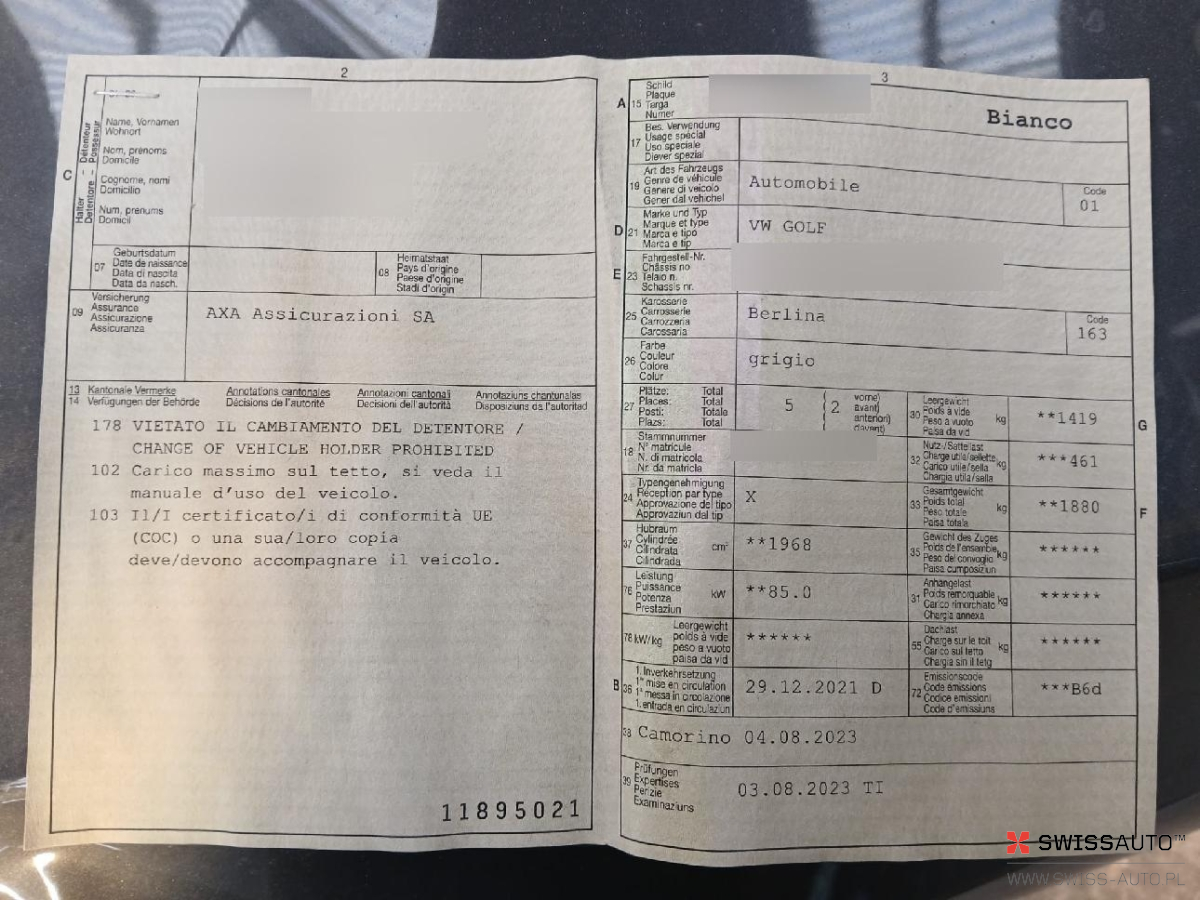 2
Halter - Détenteur
Detentore - Possessur
C
Name, Vornamen
Wohnort
Nom, prénoms
Domicile
Cognome, nomi
Domicilio
Num, prenums
Domicil
07
Geburtsdatum
Date de naissance
Data di nascita
Data da nasch.
08
Heimatstaat
Pays d'origine
Paese d'origine
Stadi d'origin
09
Versicherung
Assurance
Assicurazione
Assicuranza
AXA Assicurazioni SA
13 Kantonale Vermerke Annotations cantonales Annotazioni cantonali Annotaziuns chantunalas
14 Verfügungen der Behörde Décisions de l'autorité Decisioni dell'autorità Disposiziuns da l'autoritad
178 VIETATO IL CAMBIAMENTO DEL DETENTORE /
CHANGE OF VEHICLE HOLDER PROHIBITED
102 Carico massimo sul tetto, si veda il
manuale d'uso del veicolo.
103 Il/I certificato/i di conformità UE
(COC) o una sua/loro copia
deve/devono accompagnare il veicolo.
11895021
3
A 15
Schild
Plaque
Targa
Numer
Bianco
17
Bes. Verwendung
Usage spécial
Uso speciale
Diever spezial
19
Art des Fahrzeugs
Genre de véhicule
Genere di veicolo
Gener dal vehichel
Automobile
Code
01
D 21
Marke und Typ
Marque et type
Marca e tipo
Marca e tip
VW GOLF
E 23
Fahrgestell-Nr.
Châssis no
Telaio n.
Schassis nr.
25
Karosserie
Carrosserie
Carrozzeria
Carossaria
Berlina
Code
163
26
Farbe
Couleur
Colore
Colur
grigio
27
Plätze: Total
Places: Total
Posti: Totale
Plazs: Total
5
2
vorne)
avant)
anteriori)
davant)
30
Leergewicht
Poids à vide
Peso a vuoto
Paisa da vid
kg
**1419
G
18
Stammnummer
N° matricule
N. di matricola
Nr. da matricla
32
Nutz-/Sattellast
Charge utile/sellette
Carico utile/sella
Chargia utila/sella
kg
***461
24
Typengenehmigung
Réception par type
Approvazione del tipo
Approvaziun dal tip
X
33
Gesamtgewicht
Poids total
Peso totale
Paisa totala
kg
**1880
F
37
Hubraum
Cylindrée
Cilindrata
Cilindrada
cm³
**1968
35
Gewicht des Zuges
Poids de l'ensemble
Peso del convoglio
Paisa cumposiziun
kg
******
76
Leistung
Puissance
Potenza
Prestaziun
kW
**85.0
31
Anhängelast
Poids remorquable
Carico rimorchiato
Chargia annexa
kg
******
78 kW/kg
Leergewicht
poids à vide
peso a vuoto
paisa da vid
******
55
Dachlast
Charge sur le toit
Carico sul tetto
Chargia sin il tetg
kg
******
B 36
1. Inverkehrsetzung
1re mise en circulation
1a messa in circolazione
1. entrada en circulaziun
29.12.2021 D
72
Emissionscode
Code émissions
Codice emissioni
Code d'emissiuns
***B6d
38 Camorino 04.08.2023
39
Prüfungen
Expertises
Perizie
Examinaziuns
03.08.2023 TI
SWISSAUTO™
WWW.SWISS-AUTO.PL